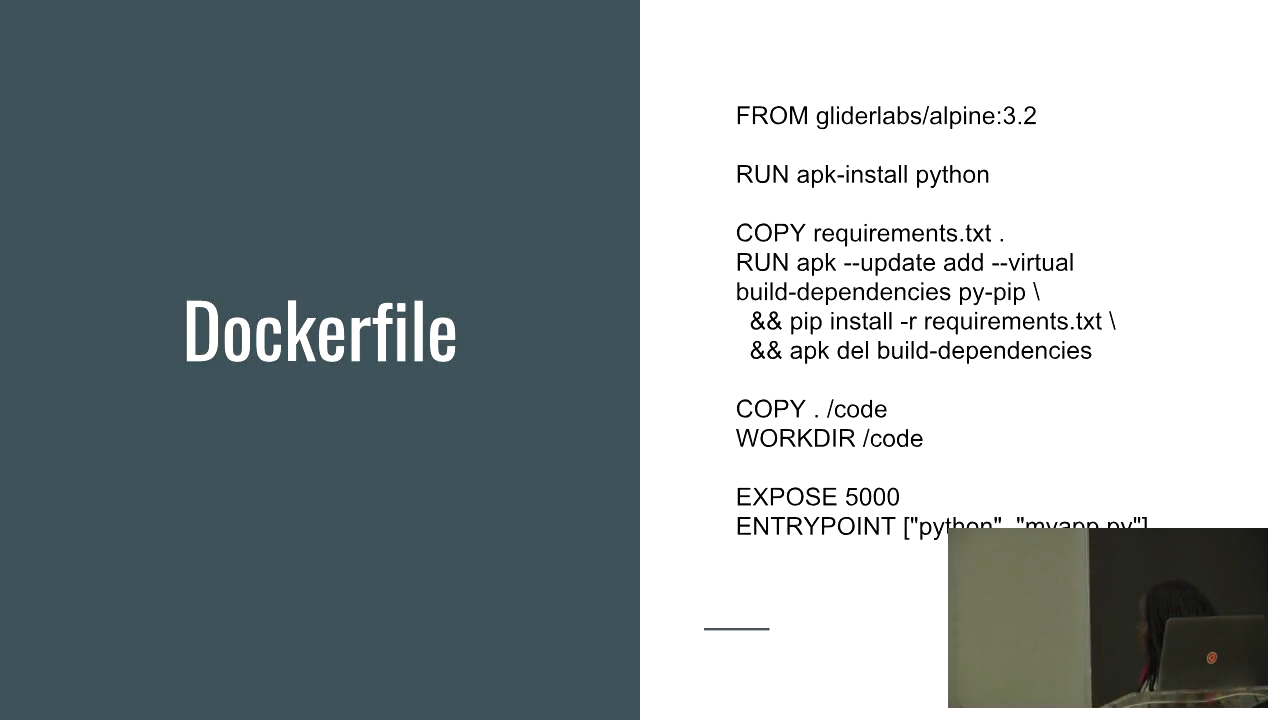 Dockerfile
FROM gliderlabs/alpine:3.2
RUN apk-install python
COPY requirements.txt .
RUN apk --update add --virtual
build-dependencies py-pip \
&& pip install -r requirements.txt \
&& apk del build-dependencies
COPY . /code
WORKDIR /code
EXPOSE 5000
ENTRYPOINT ["python", "myapp.py"]